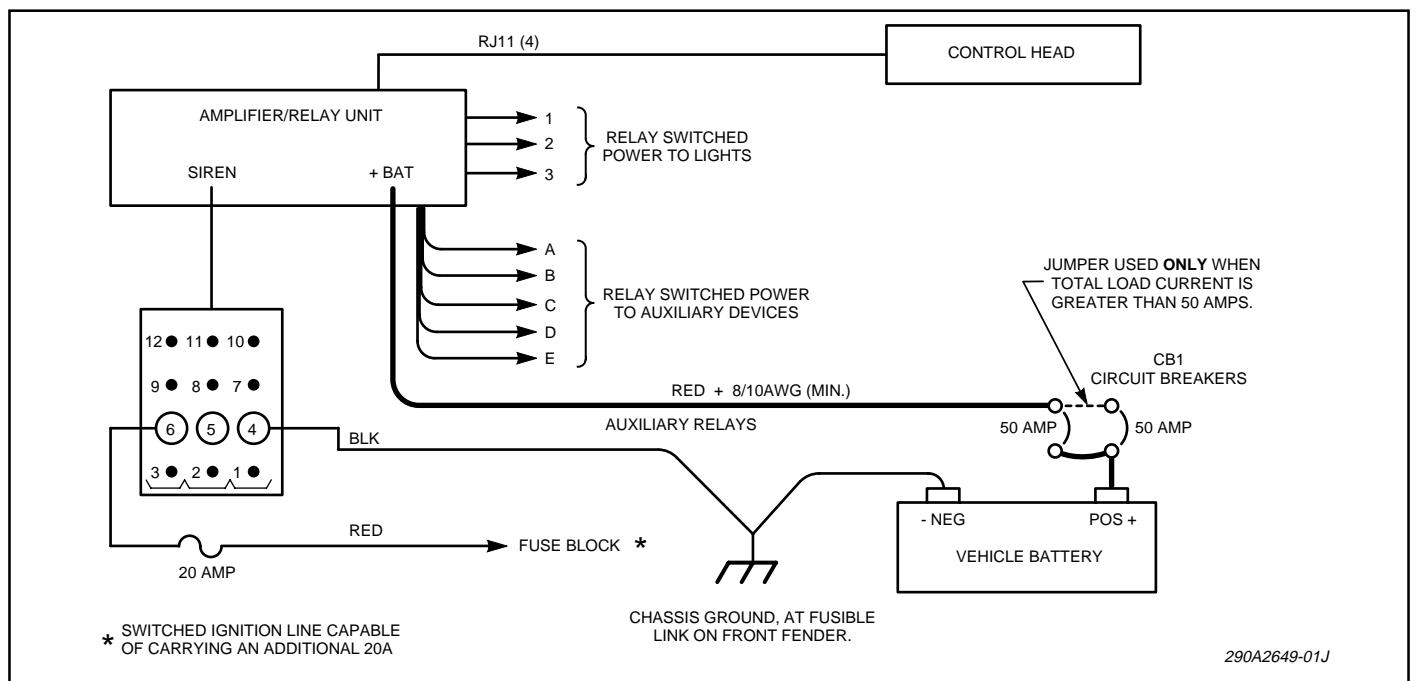 RJ11 (4)
CONTROL HEAD
AMPLIFIER/RELAY UNIT
SIREN
+ BAT
1
2
3
RELAY SWITCHED
POWER TO LIGHTS
A
B
C
D
E
RELAY SWITCHED POWER
TO AUXILIARY DEVICES
JUMPER USED ONLY WHEN
TOTAL LOAD CURRENT IS
GREATER THAN 50 AMPS.
CB1
CIRCUIT BREAKERS
50 AMP
50 AMP
RED + 8/10AWG (MIN.)
AUXILIARY RELAYS
12 11 10
9 8 7
6 5 4
3 2 1
BLK
RED
20 AMP
FUSE BLOCK *
- NEG
POS +
VEHICLE BATTERY
CHASSIS GROUND, AT FUSIBLE
LINK ON FRONT FENDER.
* SWITCHED IGNITION LINE CAPABLE
OF CARRYING AN ADDITIONAL 20A
290A2649-01J